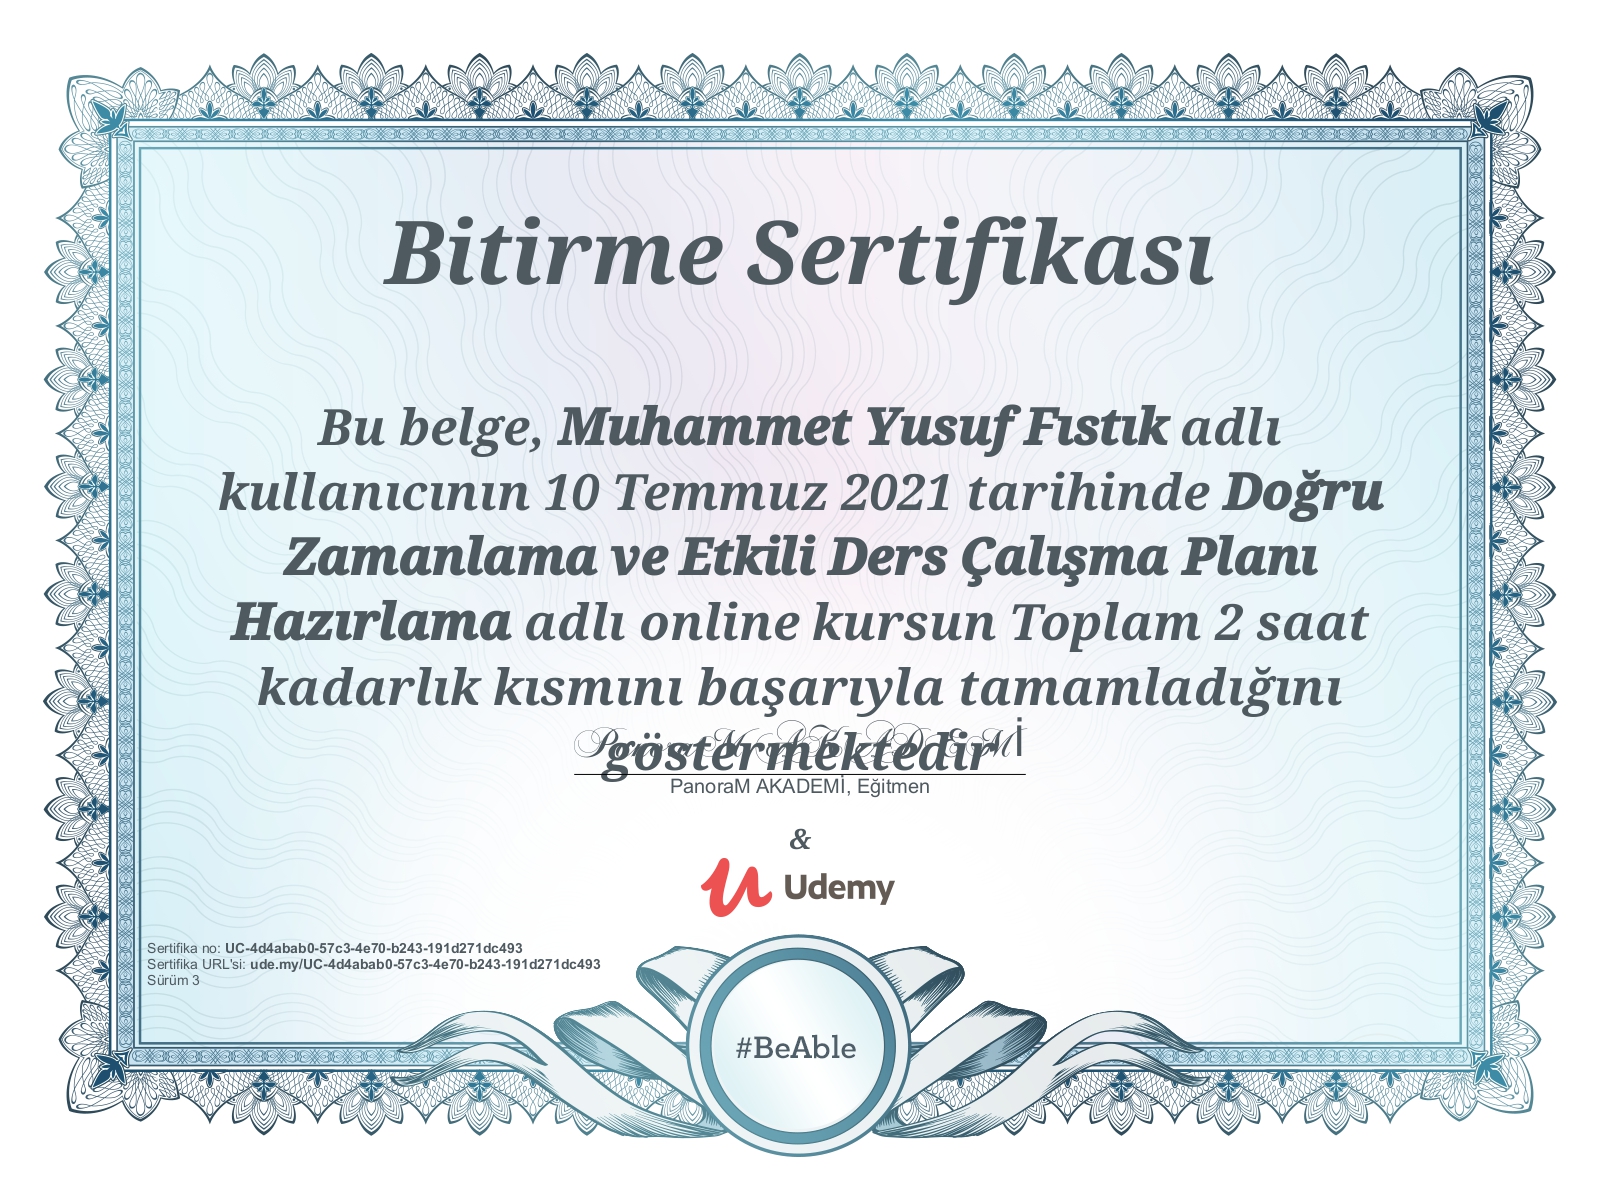 Bitirme Sertifikası
Bu belge, Muhammet Yusuf Fıstık adlı
kullanıcının 10 Temmuz 2021 tarihinde Doğru
Zamanlama ve Etkili Ders Çalışma Planı
Hazırlama adlı online kursun Toplam 2 saat
kadarlık kısmını başarıyla tamamladığını
göstermektedir
PanoraM AKADEMİ
PanoraM AKADEMİ, Eğitmen
&
Udemy
Sertifika no: UC-4d4abab0-57c3-4e70-b243-191d271dc493
Sertifika URL'si: ude.my/UC-4d4abab0-57c3-4e70-b243-191d271dc493
Sürüm 3
#BeAble